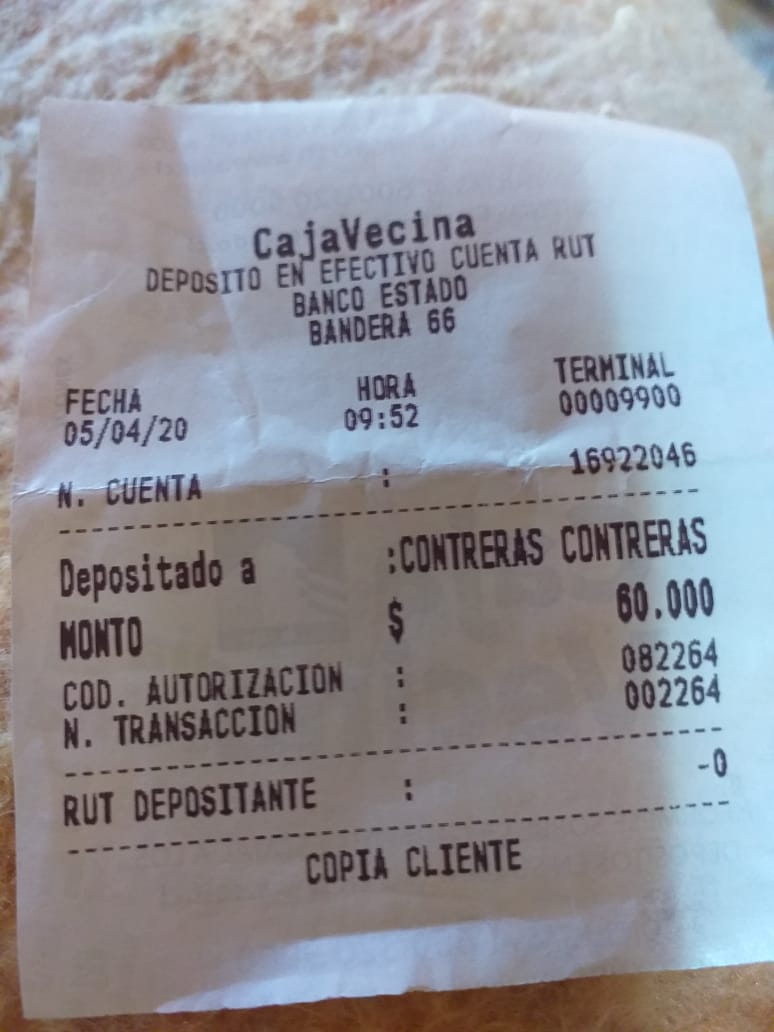 CajaVecina
DEPOSITO EN EFECTIVO CUENTA RUT
BANCO ESTADO
BANDERA 66
FECHA HORA TERMINAL
05/04/20 09:52 00009900
N. CUENTA : 16922046
Depositado a :CONTRERAS CONTRERAS
MONTO $ 60.000
COD. AUTORIZACION : 082264
N. TRANSACCION : 002264
RUT DEPOSITANTE : -0
COPIA CLIENTE